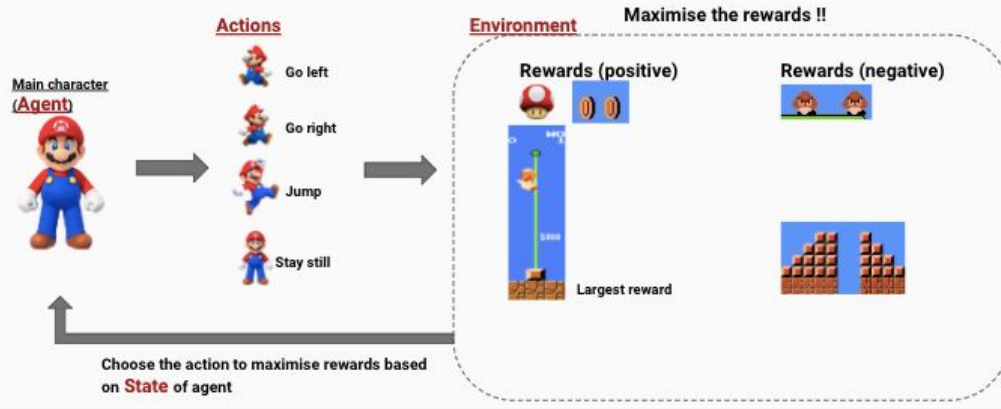 Maximise the rewards !!
Actions
Environment
Main character
(Agent)
Go left
Go right
Jump
Stay still
Rewards (positive)
Rewards (negative)
Largest reward
Choose the action to maximise rewards based
on State of agent